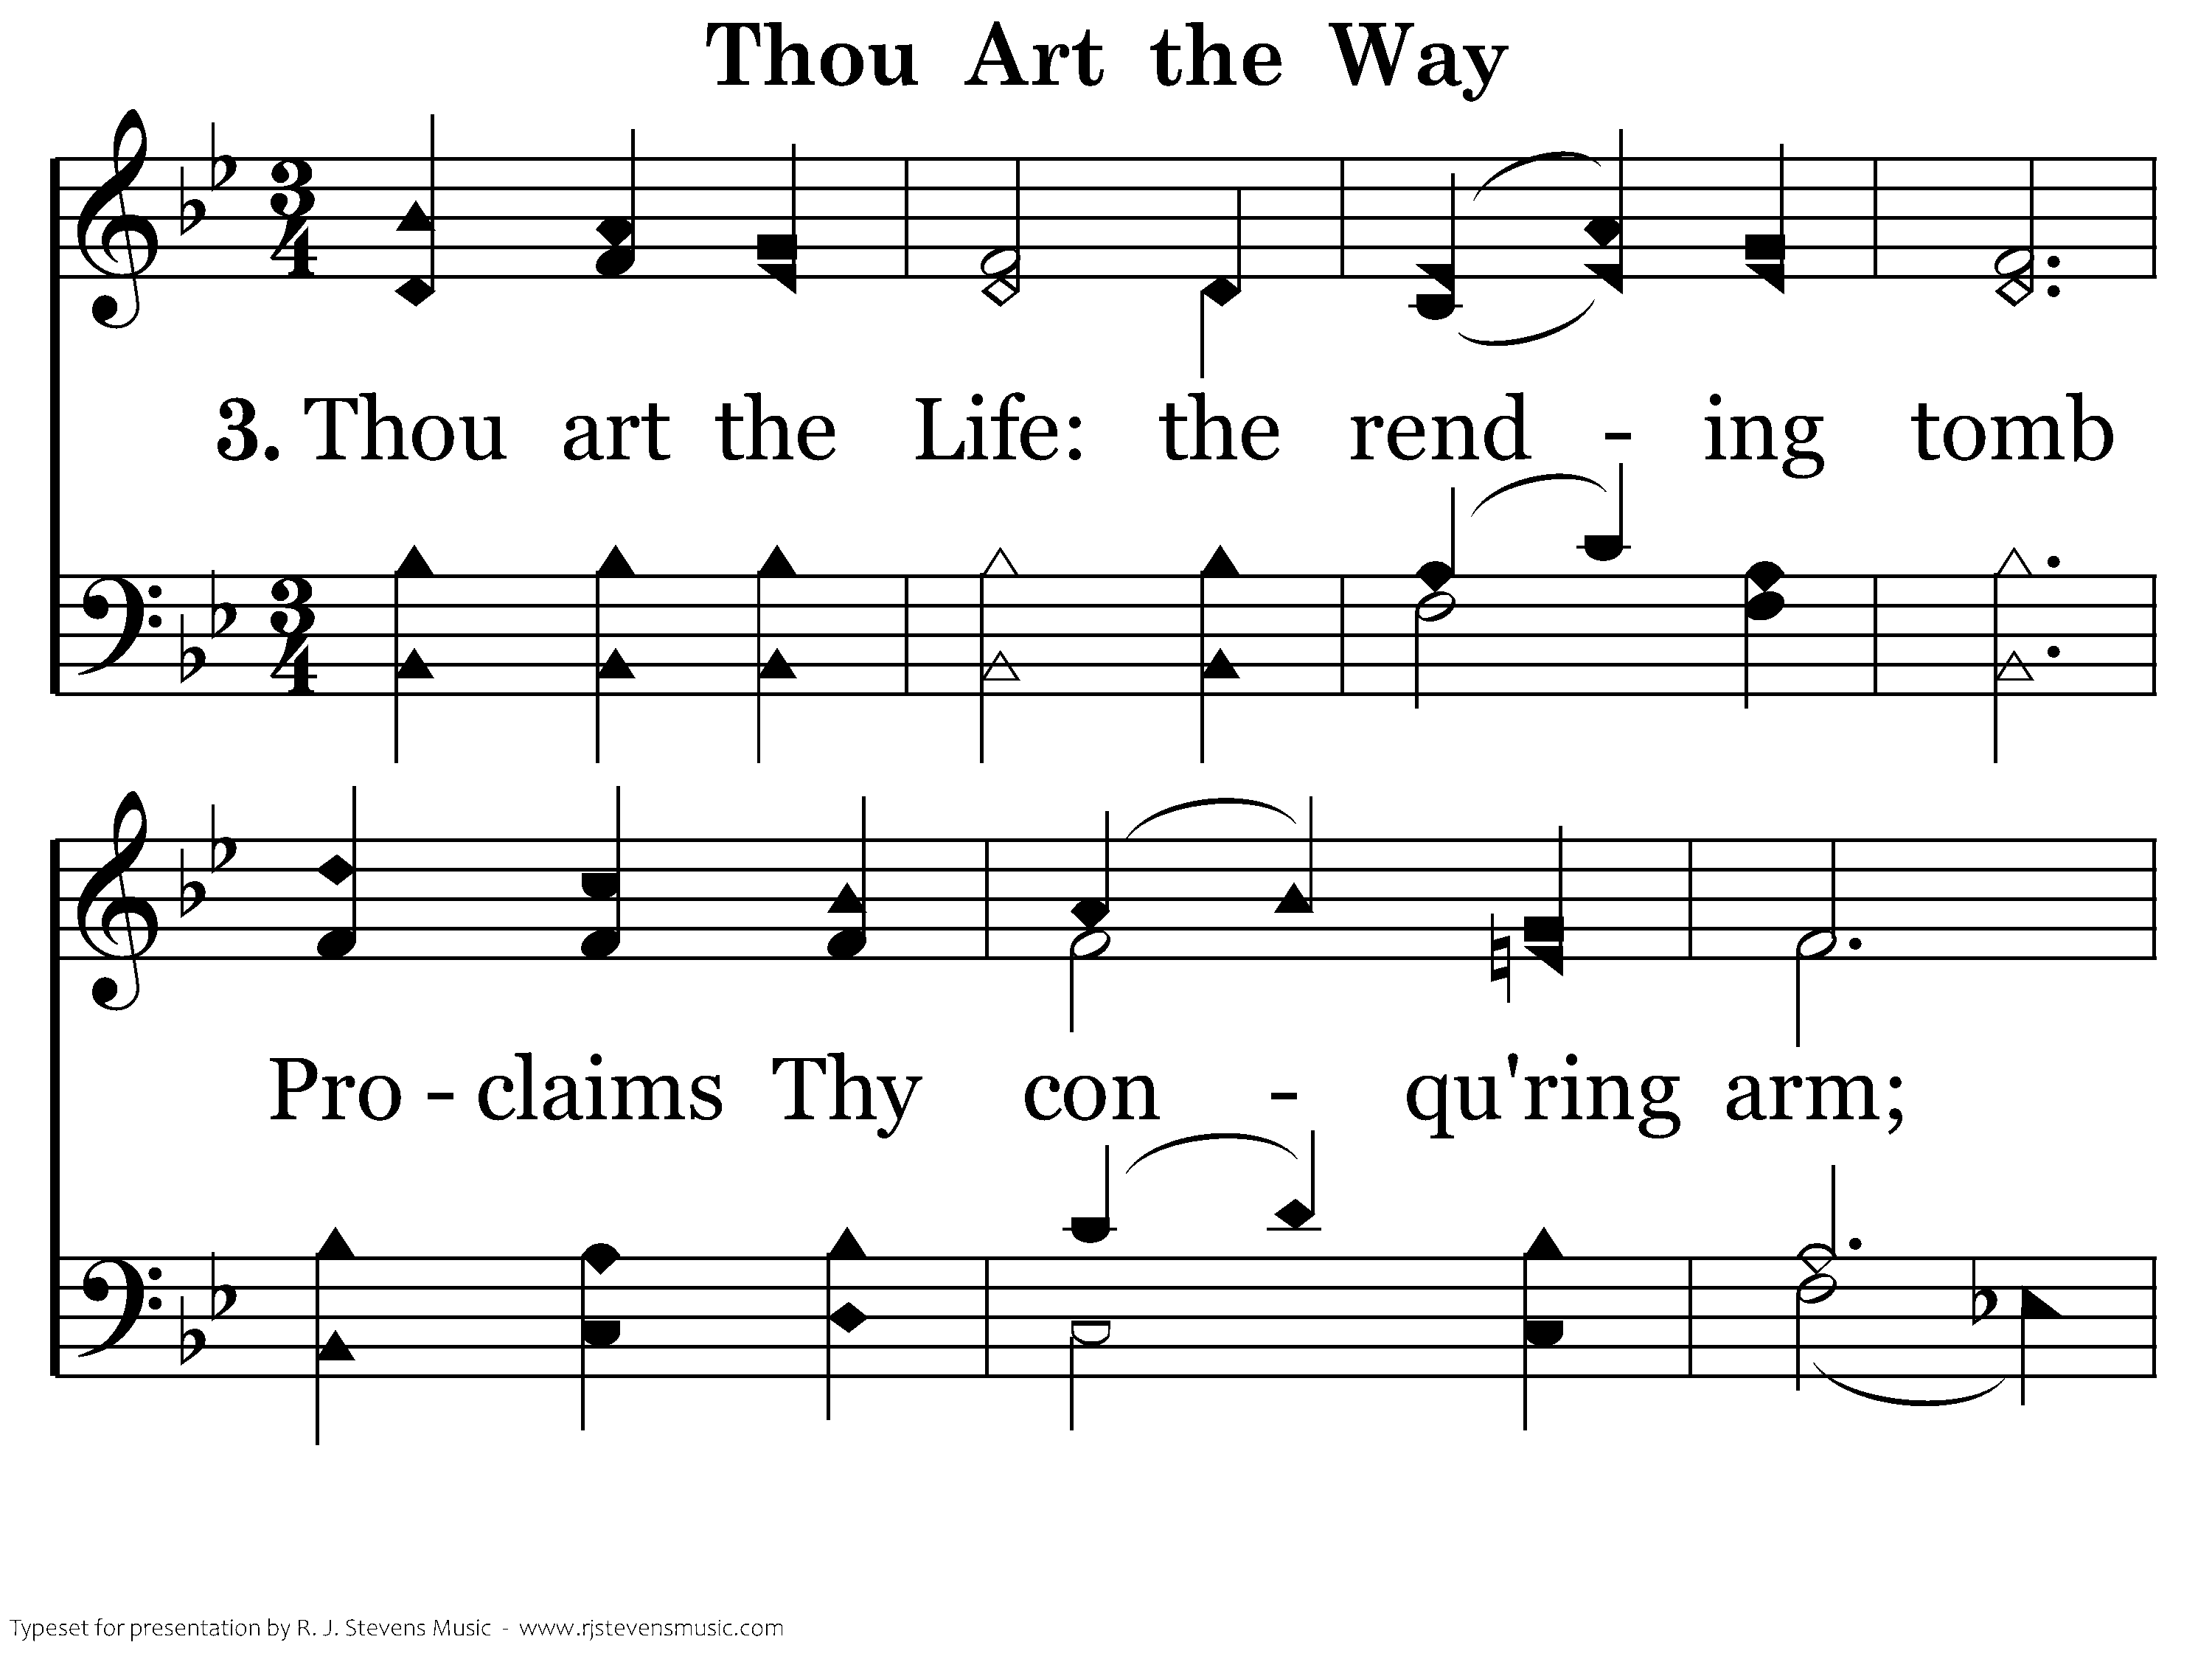 Thou Art the Way
3. Thou art the Life: the rend - ing tomb
Pro - claims Thy con - qu'ring arm;
Typeset for presentation by R. J. Stevens Music - www.rjstevensmusic.com